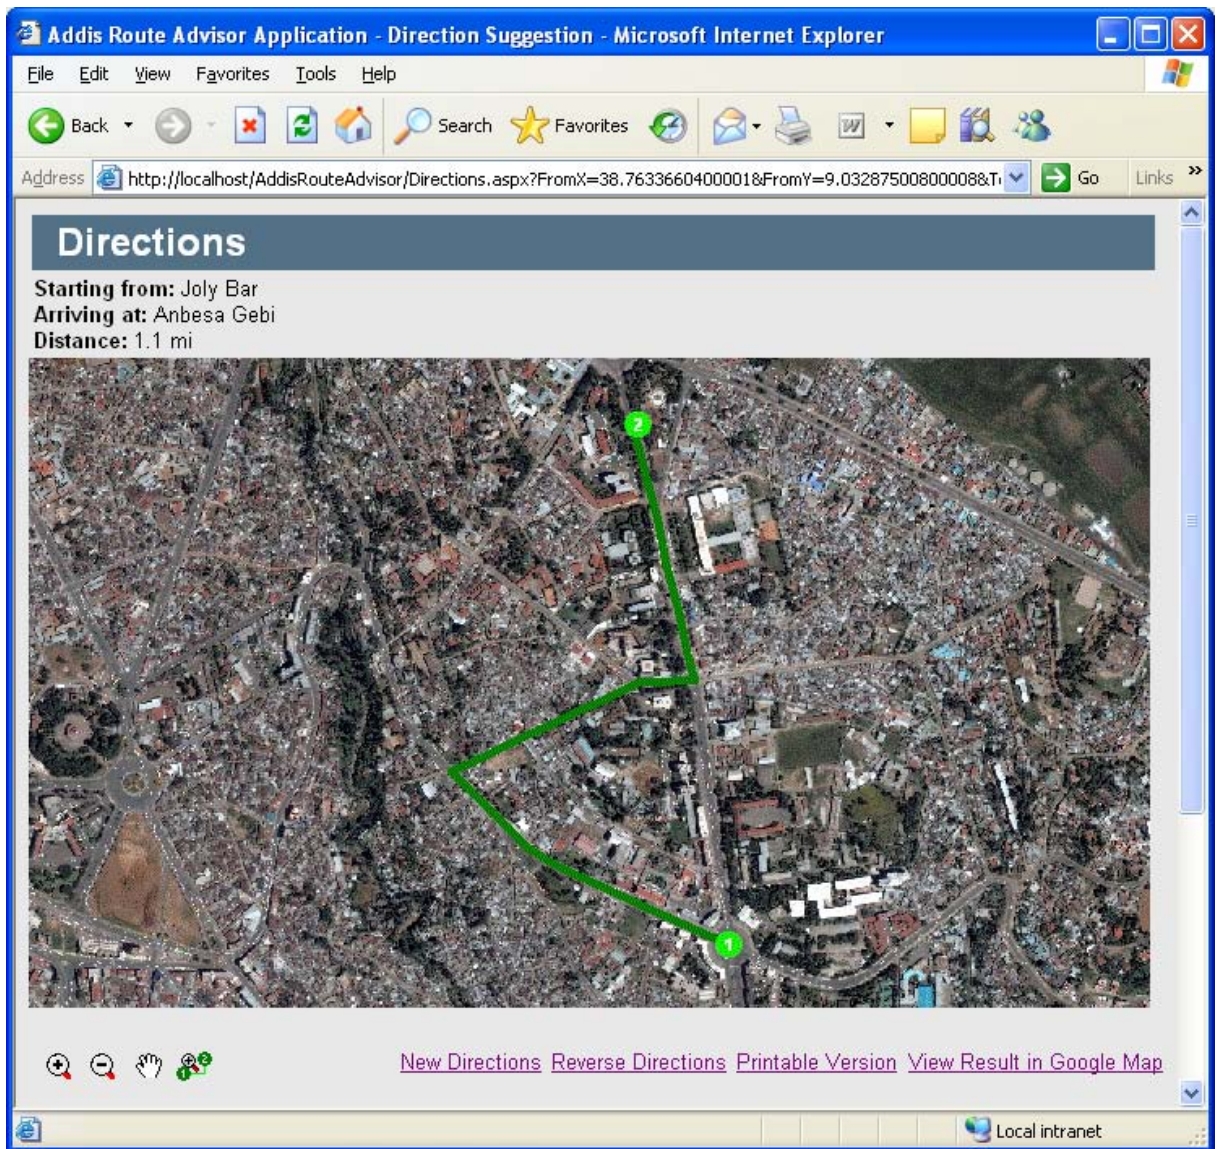 Addis Route Advisor Application - Direction Suggestion - Microsoft Internet Explorer
File Edit View Favorites Tools Help
Back Search Favorites W
Address http://localhost/AddisRouteAdvisor/Directions.aspx?FromX=38.7633660400001&FromY=9.03287500800008&T Go Links »
Directions
Starting from: Joly Bar
Arriving at: Anbesa Gebi
Distance: 1.1 mi
2
1
1 2 New Directions Reverse Directions Printable Version View Result in Google Map
Local intranet